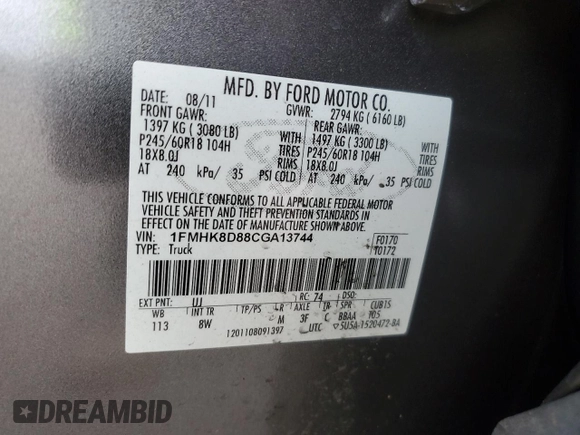 MFD. BY FORD MOTOR CO.
DATE: 08/11 GVWR: 2794 KG ( 6160 LB)
FRONT GAWR: REAR GAWR:
1397 KG ( 3080 LB) WITH 1497 KG ( 3300 LB) WITH
P245/60R18 104H TIRES P245/60R18 104H TIRES
18X8.0J RIMS 18X8.0J RIMS
AT 240 kPa/ 35 PSI COLD AT 240 kPa/ 35 PSI COLD
THIS VEHICLE CONFORMS TO ALL APPLICABLE FEDERAL MOTOR
VEHICLE SAFETY AND THEFT PREVENTION STANDARDS IN
EFFECT ON THE DATE OF MANUFACTURE SHOWN ABOVE.
VIN: 1FMHK8D88CGA13744 F0170
TYPE: Truck T0172
EXT PNT: UJ RC: 74 DSO:
WB INT TR TP/PS R AXLE TR SPR CUB15
113 8W M 3F C BBAA 705
1201108091397 UTC 5U5A-1520472-BA
DREAMBID